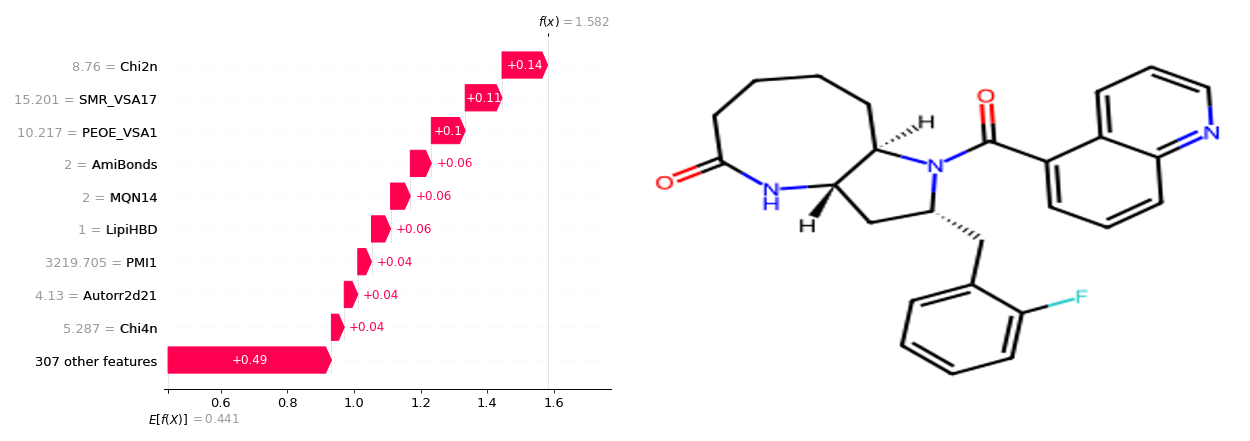 f(x) = 1.582
8.76 = Chi2n
+0.14
15.201 = SMR_VSA17
+0.11
10.217 = PEOE_VSA1
+0.1
2 = AmiBonds
+0.06
2 = MQN14
+0.06
1 = LipiHBD
+0.06
3219.705 = PMI1
+0.04
4.13 = Autorr2d21
+0.04
5.287 = Chi4n
+0.04
307 other features
+0.49
0.6 0.8 1.0 1.2 1.4 1.6
E[f(X)] = 0.441
O
H
N
N
O
N
H
H
F